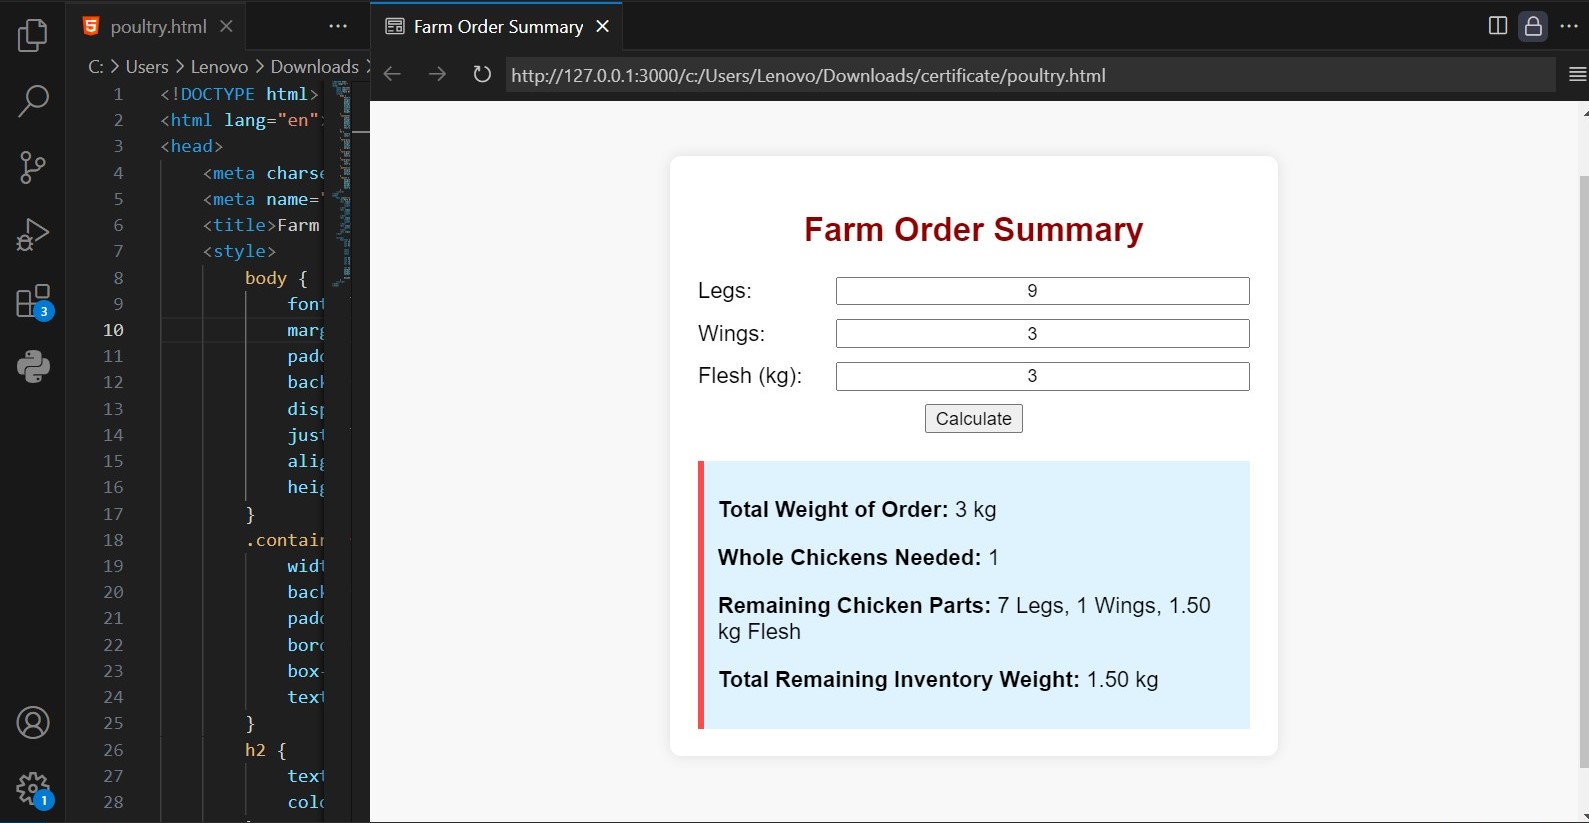 poultry.html
Farm Order Summary
C: > Users > Lenovo > Downloads >
http://127.0.0.1:3000/c:/Users/Lenovo/Downloads/certificate/poultry.html
1 <!DOCTYPE html>
2 <html lang="en"
3 <head>
4 <meta charse
5 <meta name="
6 <title>Farm
7 <style>
8 body {
9 font
10 marg
11 padd
12 back
13 disp
14 just
15 alig
16 heig
17 }
18 .contain
19 widt
20 back
21 padd
22 bord
23 box-
24 text
25 }
26 h2 {
27 text
28 colo
3
1
Farm Order Summary
Legs: 9
Wings: 3
Flesh (kg): 3
Calculate
Total Weight of Order: 3 kg
Whole Chickens Needed: 1
Remaining Chicken Parts: 7 Legs, 1 Wings, 1.50
kg Flesh
Total Remaining Inventory Weight: 1.50 kg